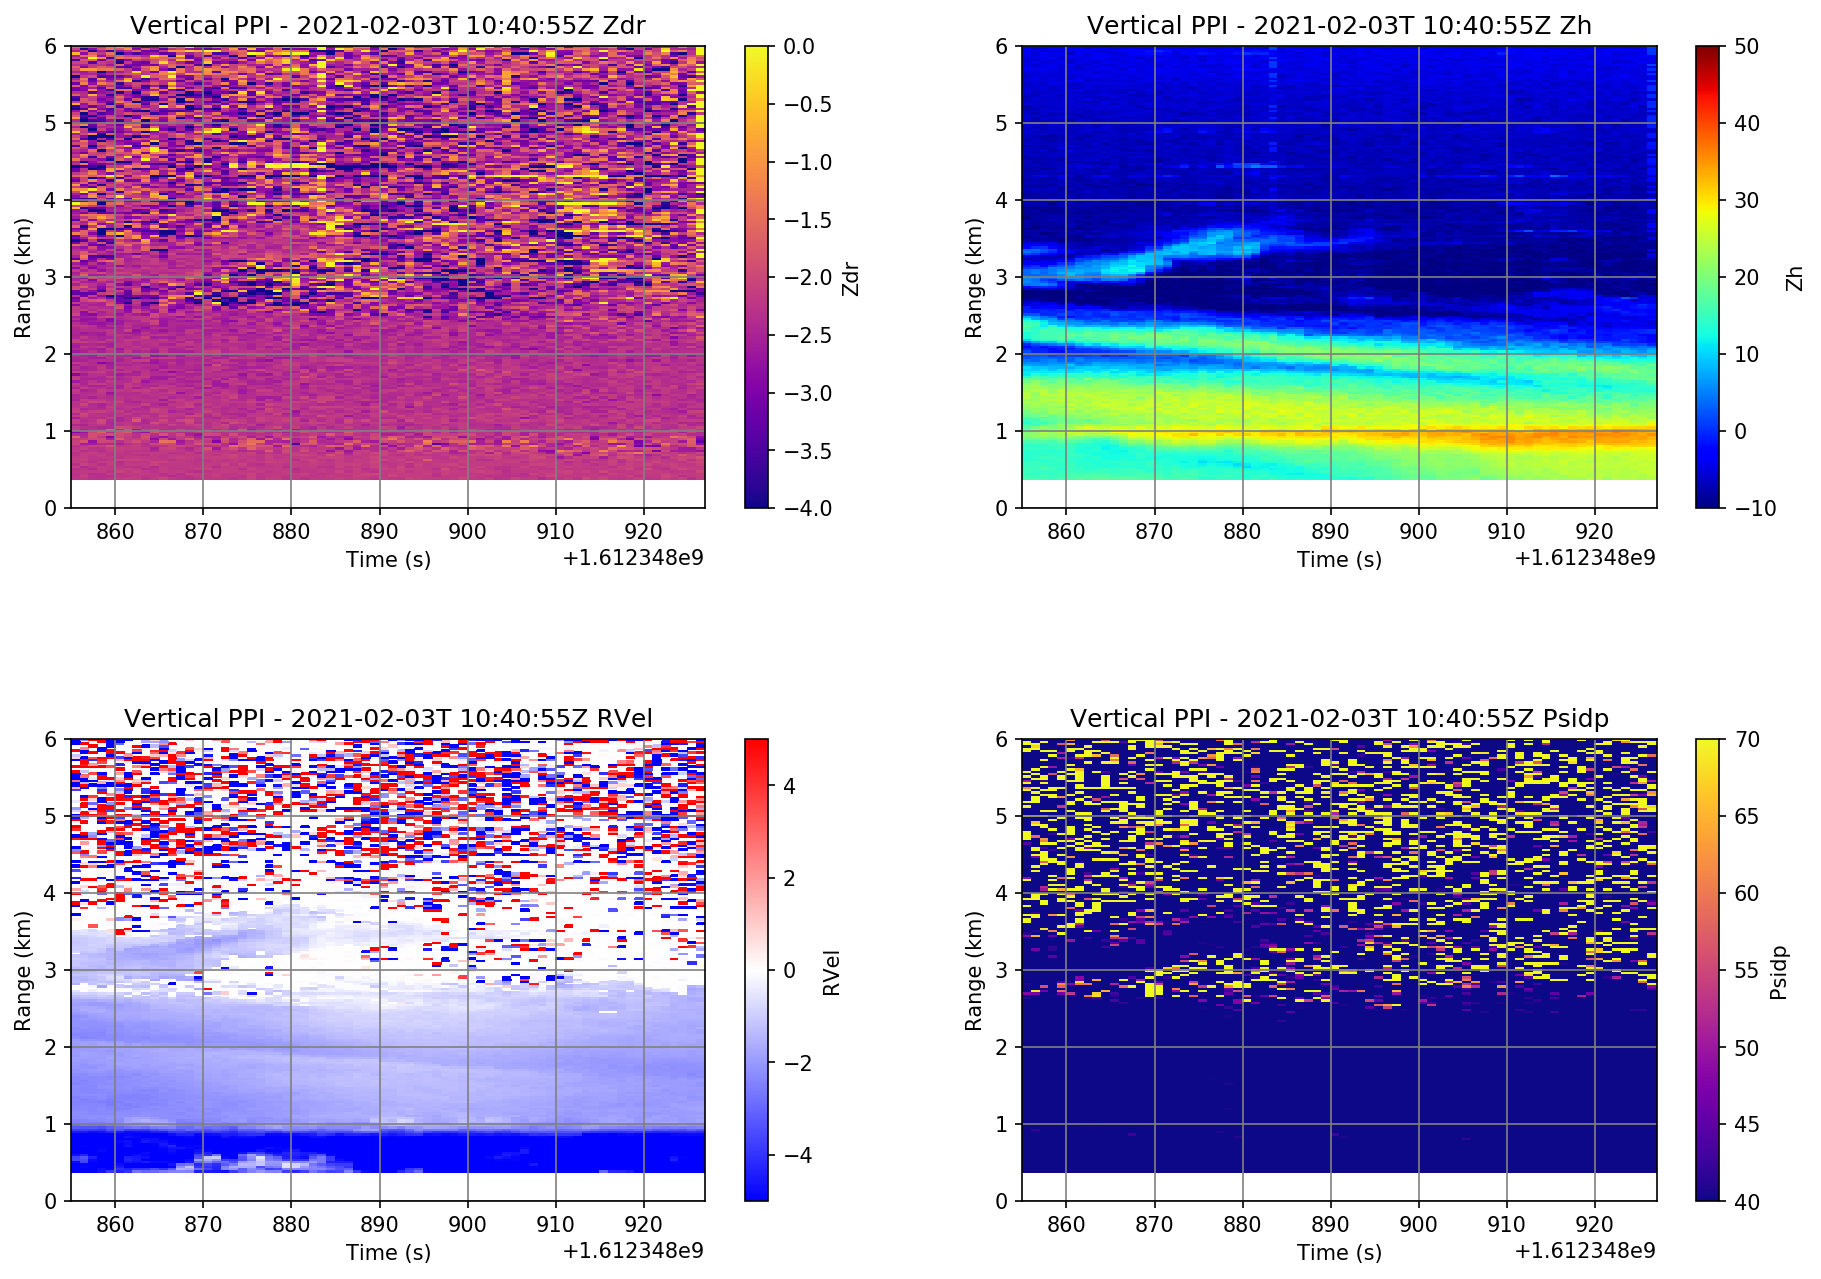 Vertical PPI - 2021-02-03T 10:40:55Z Zdr
6
5
4
3
2
1
0
Range (km)
860 870 880 890 900 910 920
Time (s)
+1.612348e9
0.0
−0.5
−1.0
−1.5
−2.0
−2.5
−3.0
−3.5
−4.0
Zdr
Vertical PPI - 2021-02-03T 10:40:55Z Zh
6
5
4
3
2
1
0
Range (km)
860 870 880 890 900 910 920
Time (s)
+1.612348e9
50
40
30
20
10
0
−10
Zh
Vertical PPI - 2021-02-03T 10:40:55Z RVel
6
5
4
3
2
1
0
Range (km)
860 870 880 890 900 910 920
Time (s)
+1.612348e9
4
2
0
−2
−4
RVel
Vertical PPI - 2021-02-03T 10:40:55Z Psidp
6
5
4
3
2
1
0
Range (km)
860 870 880 890 900 910 920
Time (s)
+1.612348e9
70
65
60
55
50
45
40
Psidp